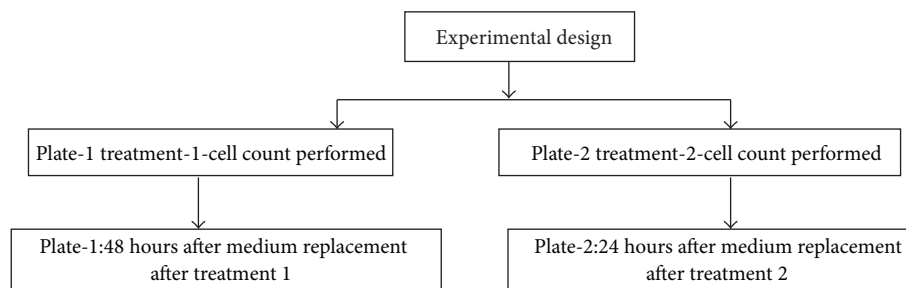 Experimental design
Plate-1 treatment-1-cell count performed
Plate-2 treatment-2-cell count performed
Plate-1:48 hours after medium replacement
after treatment 1
Plate-2:24 hours after medium replacement
after treatment 2